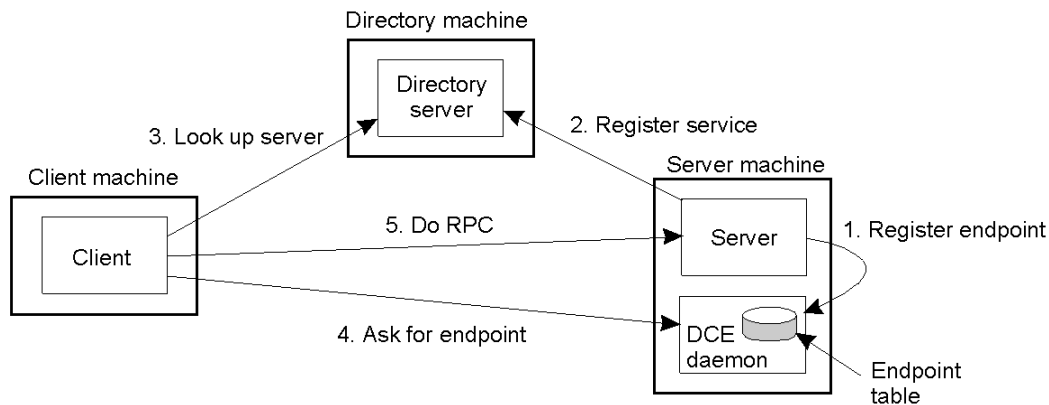 Directory machine
Directory
server
3. Look up server
2. Register service
Client machine
Server machine
Client
5. Do RPC
Server
1. Register endpoint
4. Ask for endpoint
DCE
daemon
Endpoint
table